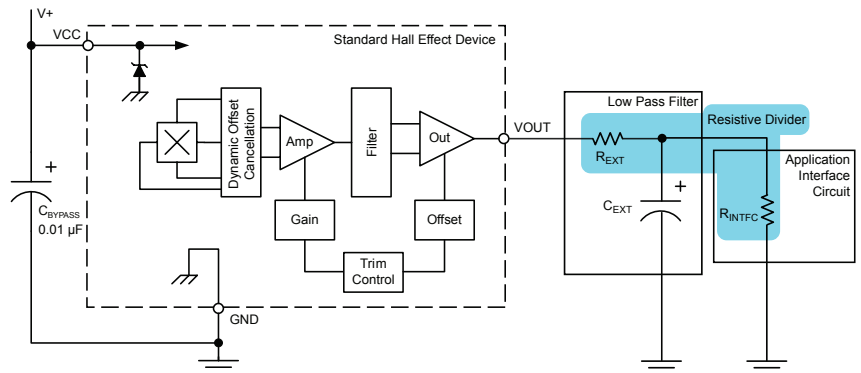 V+
VCC
Standard Hall Effect Device
+
CBYPASS
0.01 µF
Dynamic Offset
Cancellation
Amp
Filter
Out
Gain
Offset
Trim
Control
GND
VOUT
Low Pass Filter
Resistive Divider
REXT
+
CEXT
Application
Interface
Circuit
RINTFC